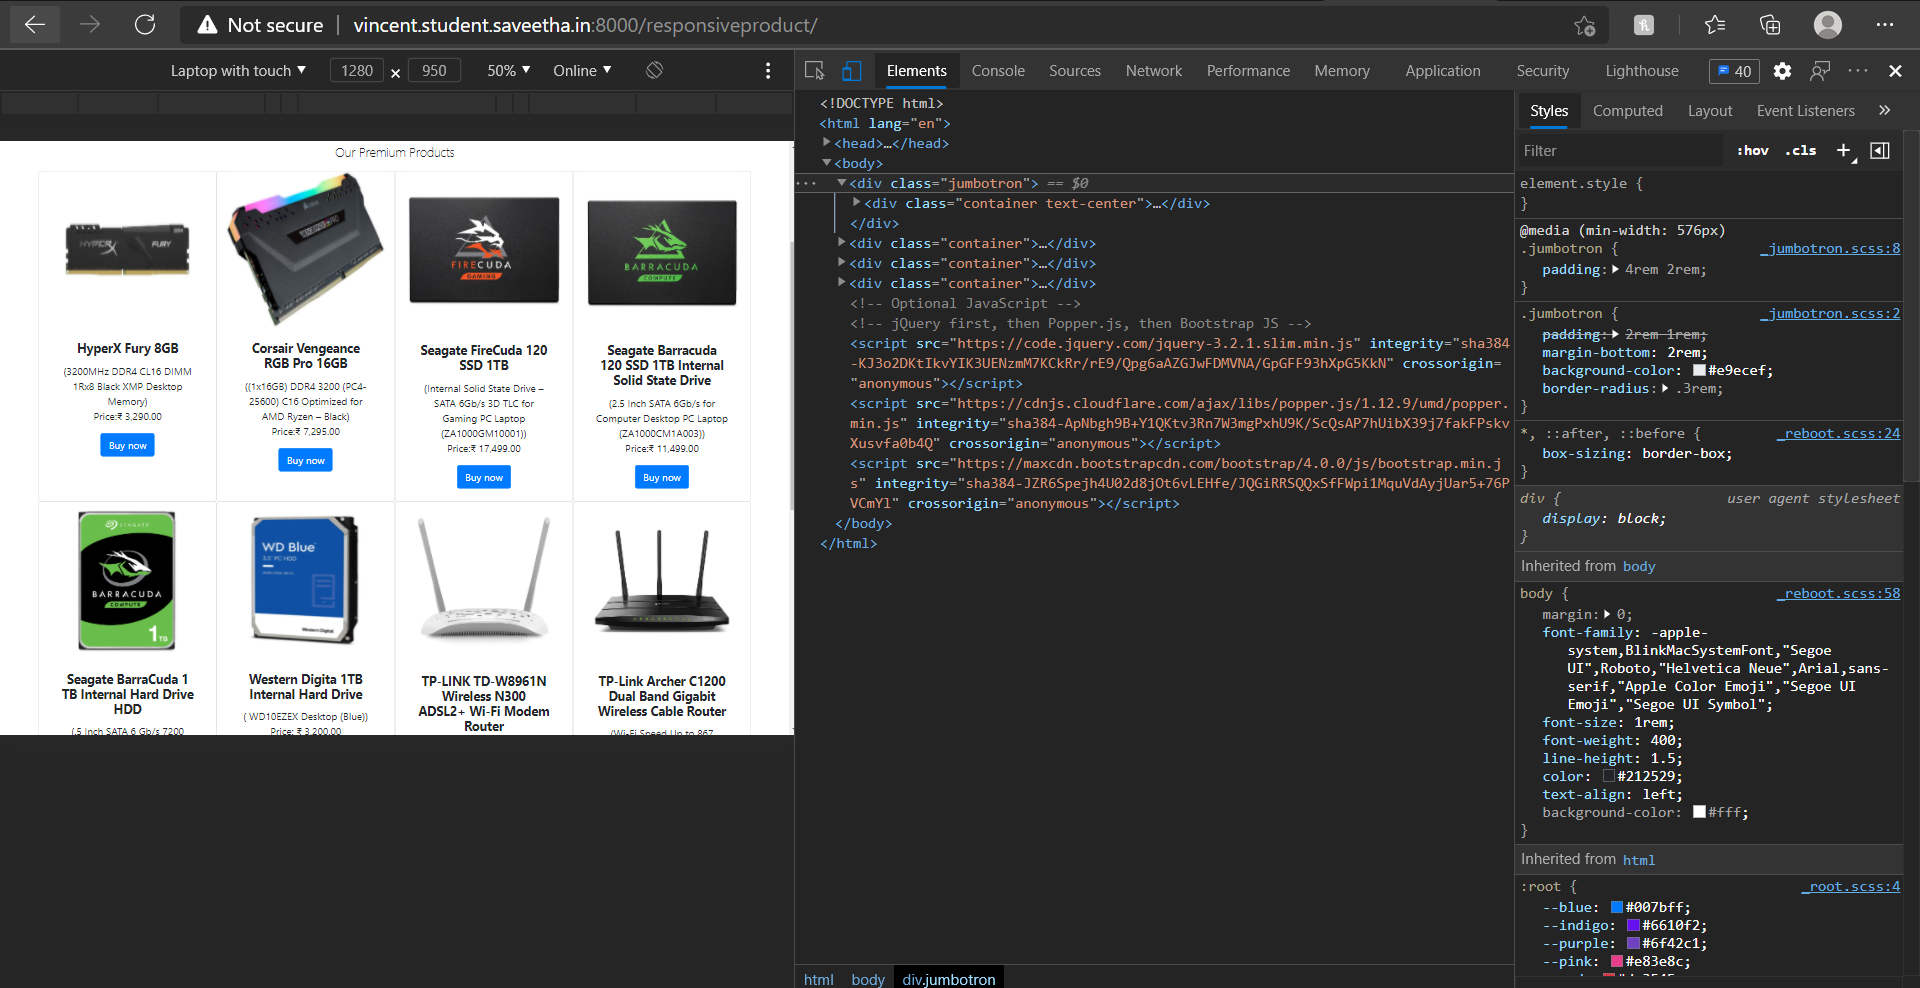 Not secure | vincent.student.saveetha.in:8000/responsiveproduct/
Laptop with touch ▼ 1280 × 950 50% ▼ Online ▼
Our Premium Products
HYPERX FURY
FIRECUDA
GAMING
BARRACUDA
COMPUTE
HyperX Fury 8GB
(3200MHz DDR4 CL16 DIMM
1Rx8 Black XMP Desktop
Memory)
Price:₹ 3,290.00
Buy now
Corsair Vengeance
RGB Pro 16GB
((1x16GB) DDR4 3200 (PC4-
25600) C16 Optimized for
AMD Ryzen – Black)
Price:₹ 7,295.00
Buy now
Seagate FireCuda 120
SSD 1TB
(Internal Solid State Drive –
SATA 6Gb/s 3D TLC for
Gaming PC Laptop
(ZA1000GM10001))
Price:₹ 17,499.00
Buy now
Seagate Barracuda
120 SSD 1TB Internal
Solid State Drive
(2.5 Inch SATA 6Gb/s for
Computer Desktop PC Laptop
(ZA1000CM1A003))
Price:₹ 11,499.00
Buy now
SEAGATE
BARRACUDA
COMPUTE
1TB
WD Blue
3.5" PC HDD
Western Digital
Seagate BarraCuda 1
TB Internal Hard Drive
HDD
(.5 Inch SATA 6 Gb/s 7200
Western Digita 1TB
Internal Hard Drive
( WD10EZEX Desktop (Blue))
Price: ₹ 3,200.00
TP-LINK TD-W8961N
Wireless N300
ADSL2+ Wi-Fi Modem
Router
TP-Link Archer C1200
Dual Band Gigabit
Wireless Cable Router
(Wi-Fi Speed Up to 867
Elements Console Sources Network Performance Memory Application Security Lighthouse 40
<!DOCTYPE html>
<html lang="en">
<head>…</head>
<body>
<div class="jumbotron"> == $0
<div class="container text-center">…</div>
</div>
<div class="container">…</div>
<div class="container">…</div>
<div class="container">…</div>
<!-- Optional JavaScript -->
<!-- jQuery first, then Popper.js, then Bootstrap JS -->
<script src="https://code.jquery.com/jquery-3.2.1.slim.min.js" integrity="sha384
-KJ3o2DKtIkvYIK3UENzmM7KCkRr/rE9/Qpg6aAZGJwFDMVNA/GpGFF93hXpG5KkN" crossorigin=
"anonymous"></script>
<script src="https://cdnjs.cloudflare.com/ajax/libs/popper.js/1.12.9/umd/popper.
min.js" integrity="sha384-ApNbgh9B+Y1QKtv3Rn7W3mgPxhU9K/ScQsAP7hUibX39j7fakFPskv
Xusvfa0b4Q" crossorigin="anonymous"></script>
<script src="https://maxcdn.bootstrapcdn.com/bootstrap/4.0.0/js/bootstrap.min.j
s" integrity="sha384-JZR6Spejh4U02d8jOt6vLEHfe/JQGiRRSQQxSfFWpi1MquVdAyjUar5+76P
VCmYl" crossorigin="anonymous"></script>
</body>
</html>
html body div.jumbotron
Styles Computed Layout Event Listeners »
Filter :hov .cls +
element.style {
}
@media (min-width: 576px)
.jumbotron { _jumbotron.scss:8
padding: 4rem 2rem;
}
.jumbotron { _jumbotron.scss:2
padding: 2rem 1rem;
margin-bottom: 2rem;
background-color: #e9ecef;
border-radius: .3rem;
}
*, ::after, ::before { _reboot.scss:24
box-sizing: border-box;
}
div { user agent stylesheet
display: block;
}
Inherited from body
body { _reboot.scss:58
margin: 0;
font-family: -apple-
system,BlinkMacSystemFont,"Segoe
UI",Roboto,"Helvetica Neue",Arial,sans-
serif,"Apple Color Emoji","Segoe UI
Emoji","Segoe UI Symbol";
font-size: 1rem;
font-weight: 400;
line-height: 1.5;
color: #212529;
text-align: left;
background-color: #fff;
}
Inherited from html
:root { _root.scss:4
--blue: #007bff;
--indigo: #6610f2;
--purple: #6f42c1;
--pink: #e83e8c;